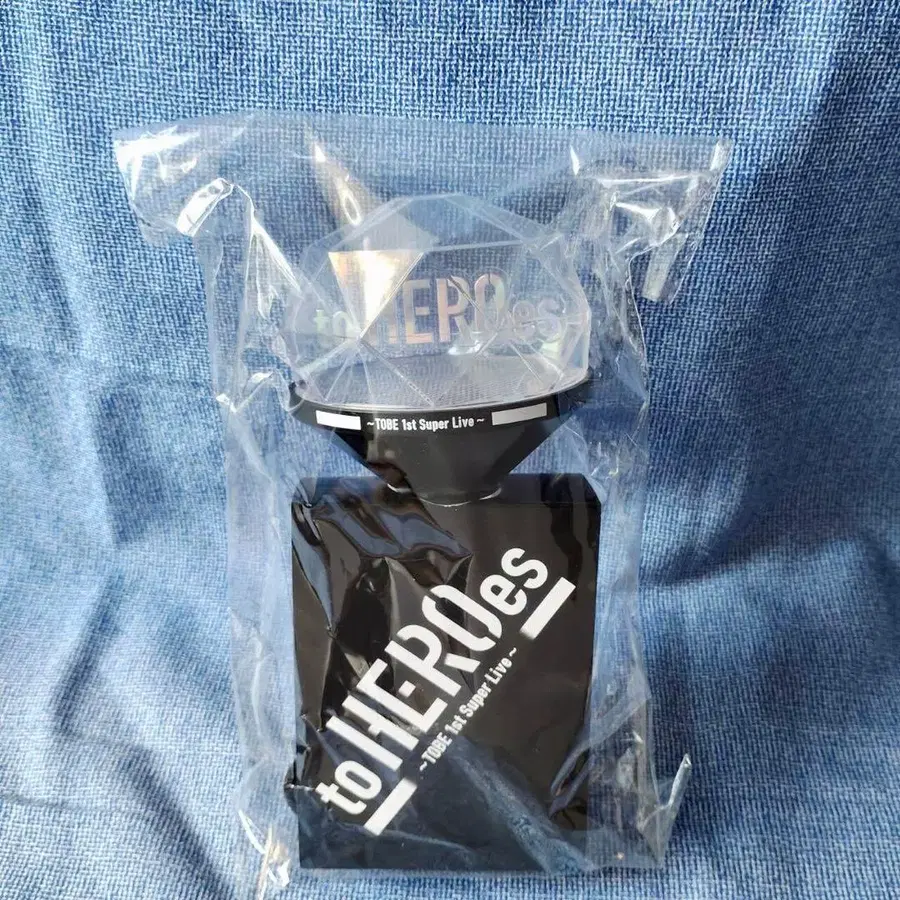 toHEROes
~TOBE 1st Super Live~
toHEROes
~TOBE 1st Super Live~